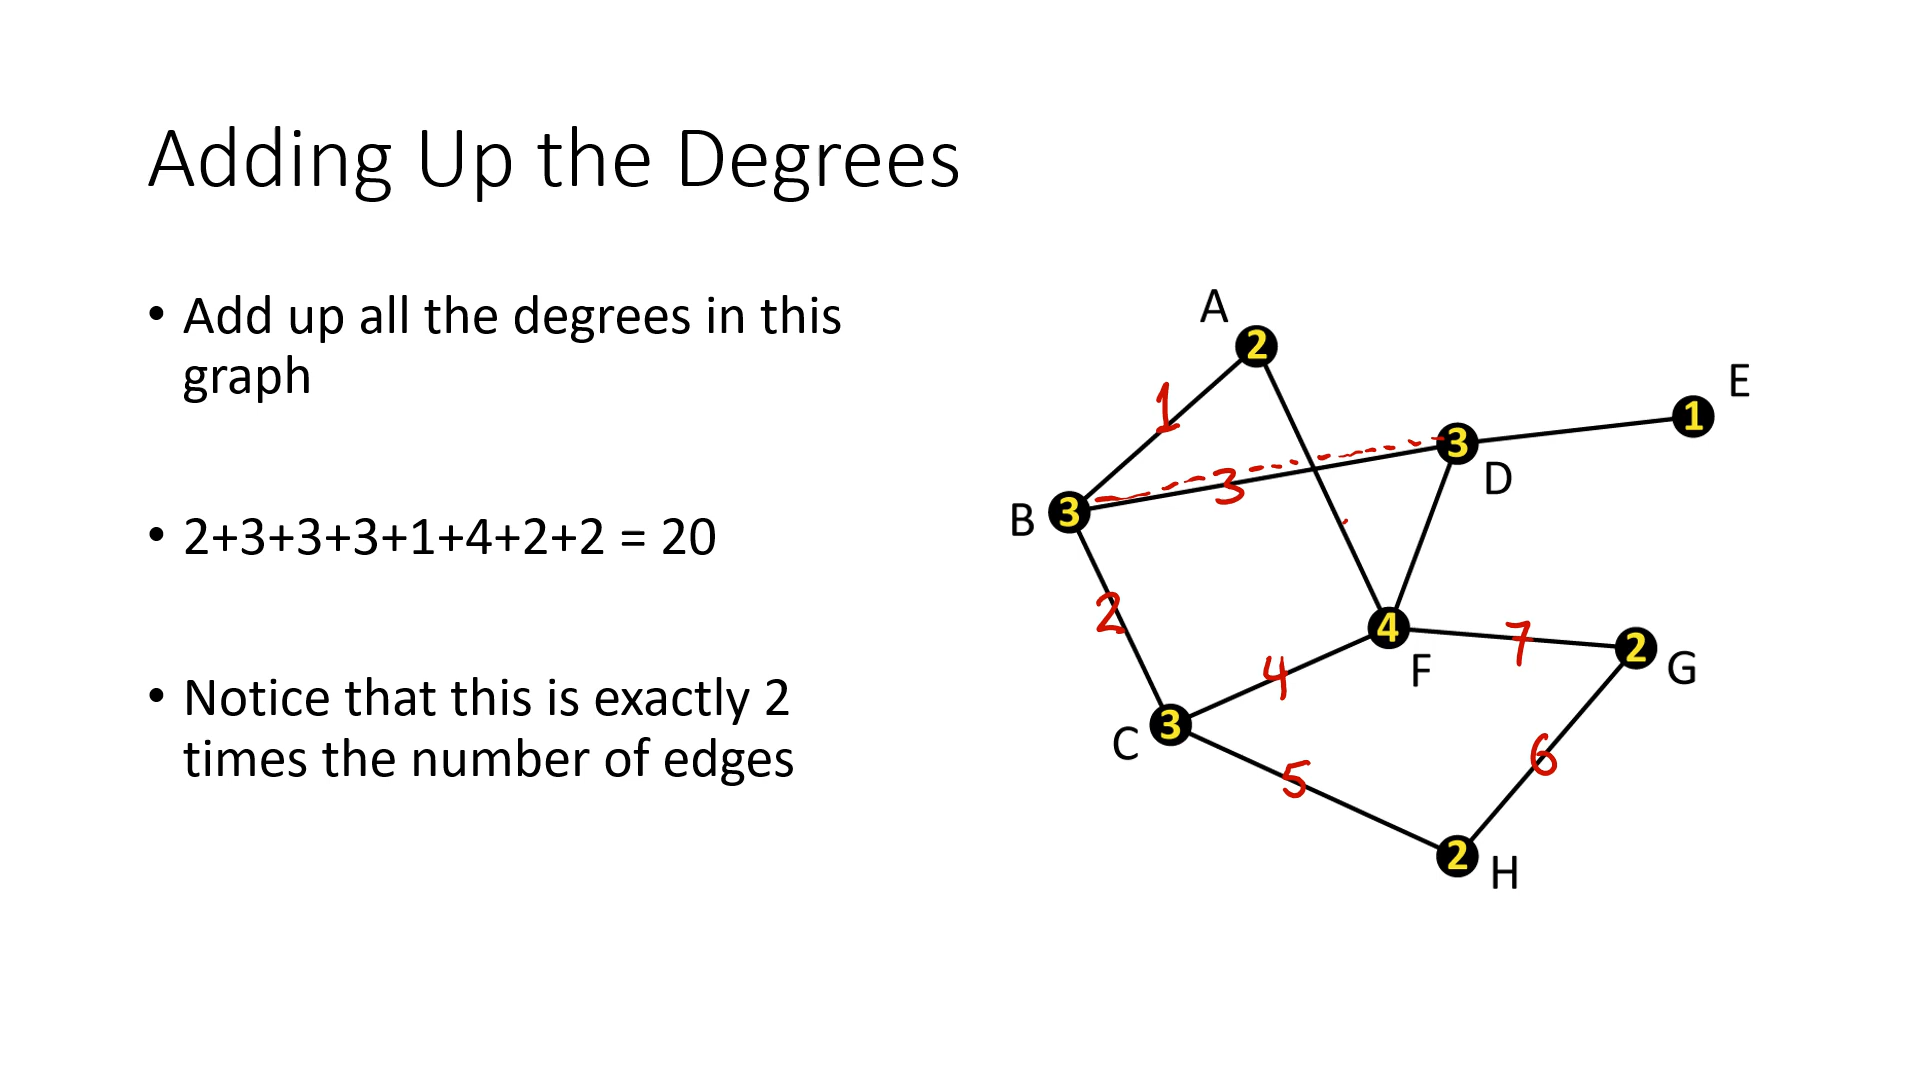 Adding Up the Degrees
• Add up all the degrees in this
graph
• 2+3+3+3+1+4+2+2 = 20
• Notice that this is exactly 2
times the number of edges
A
2
E
1
1
3
D
3
B
3
2
4
F
7
2
G
4
C
3
6
5
2
H